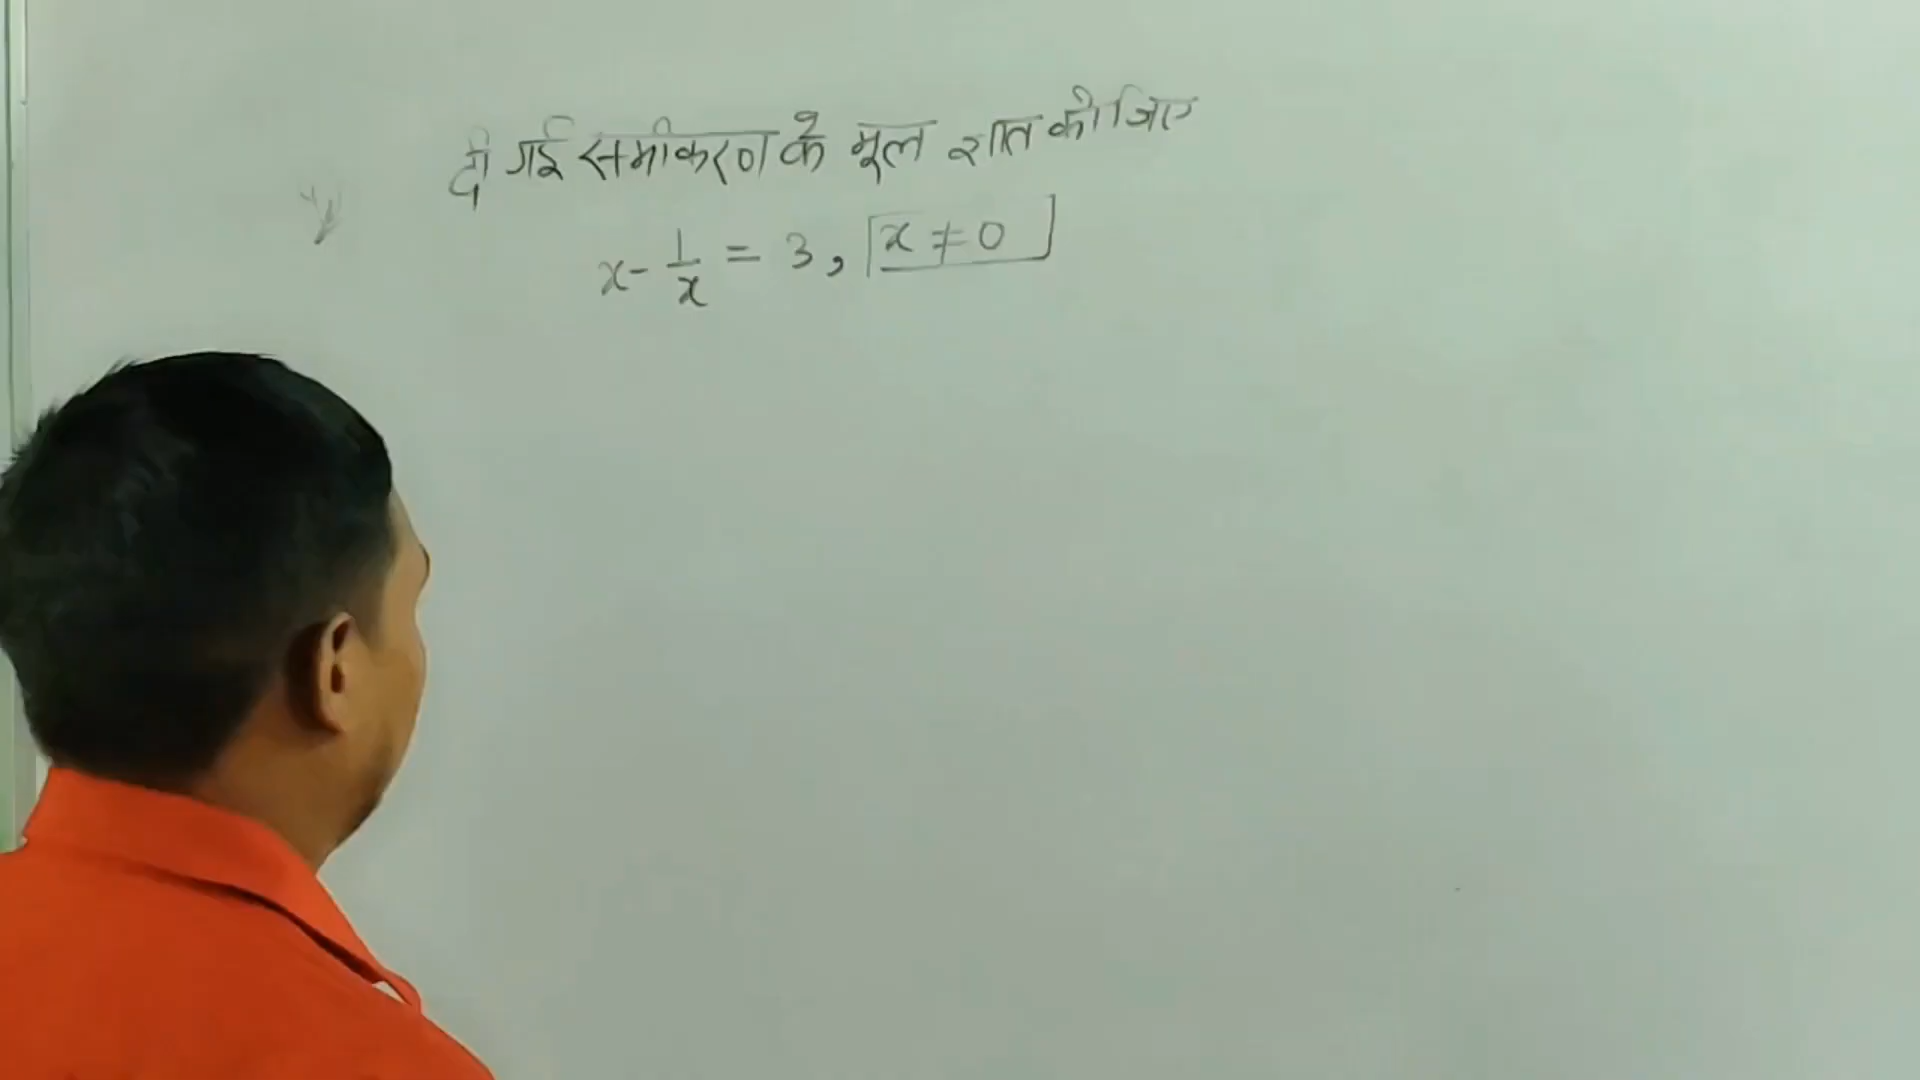 दी गई समीकरण के मूल ज्ञात कीजिए
x - 1/x = 3, x ≠ 0